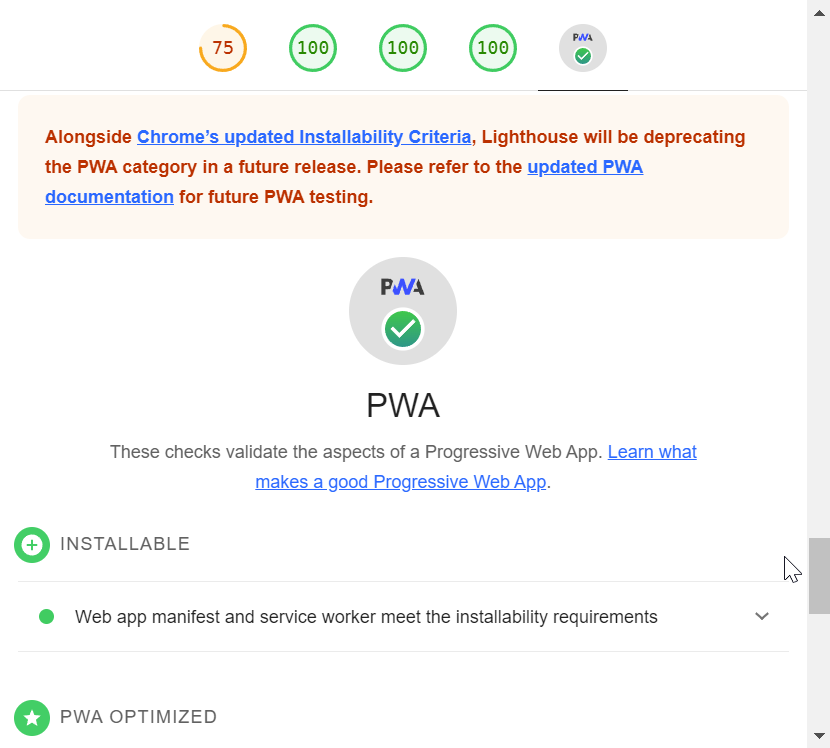 75 100 100 100 PWA
Alongside Chrome’s updated Installability Criteria, Lighthouse will be deprecating
the PWA category in a future release. Please refer to the updated PWA
documentation for future PWA testing.
PWA
PWA
These checks validate the aspects of a Progressive Web App. Learn what
makes a good Progressive Web App.
INSTALLABLE
Web app manifest and service worker meet the installability requirements
PWA OPTIMIZED